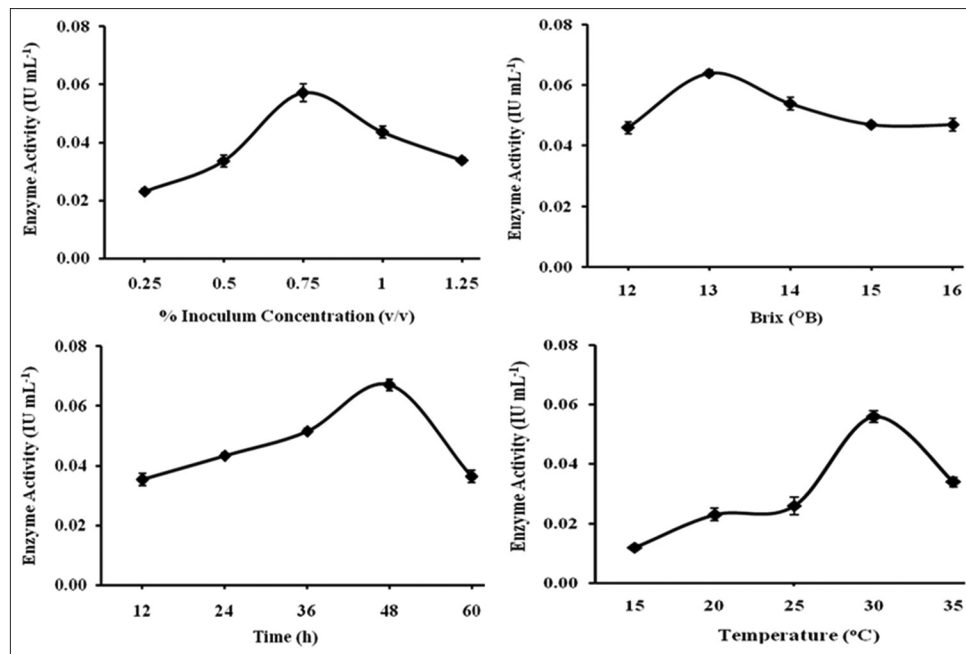 Enzyme Activity (IU mL⁻¹)
0.08
0.06
0.04
0.02
0.00
0.25 0.5 0.75 1 1.25
% Inoculum Concentration (v/v)
Enzyme Activity (IU mL⁻¹)
0.08
0.06
0.04
0.02
0.00
12 13 14 15 16
Brix (ᴼB)
Enzyme Activity (IU mL⁻¹)
0.08
0.06
0.04
0.02
0.00
12 24 36 48 60
Time (h)
Enzyme Activity (IU mL⁻¹)
0.08
0.06
0.04
0.02
0.00
15 20 25 30 35
Temperature (ᵒC)